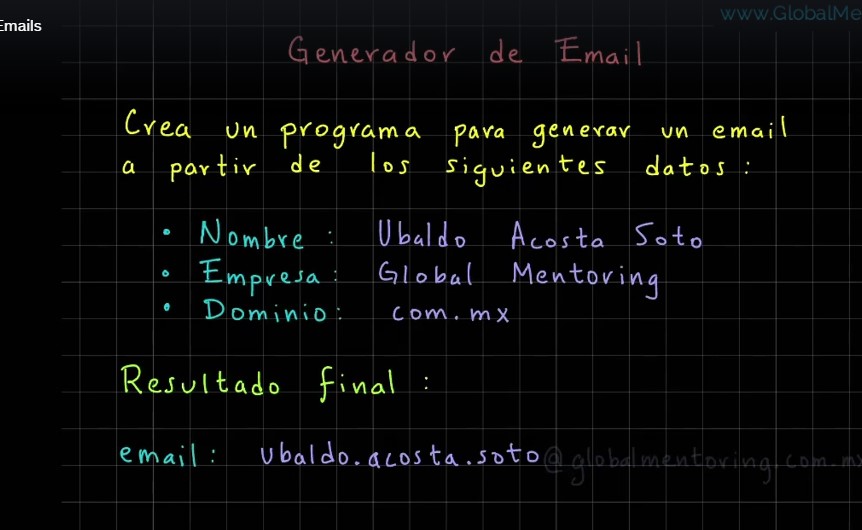 www.GlobalMe
Emails
Generador de Email
Crea un programa para generar un email
a partir de los siguientes datos:
• Nombre: Ubaldo Acosta Soto
• Empresa: Global Mentoring
• Dominio: com.mx
Resultado final:
email: ubaldo.acosta.soto@globalmentoring.com.mx